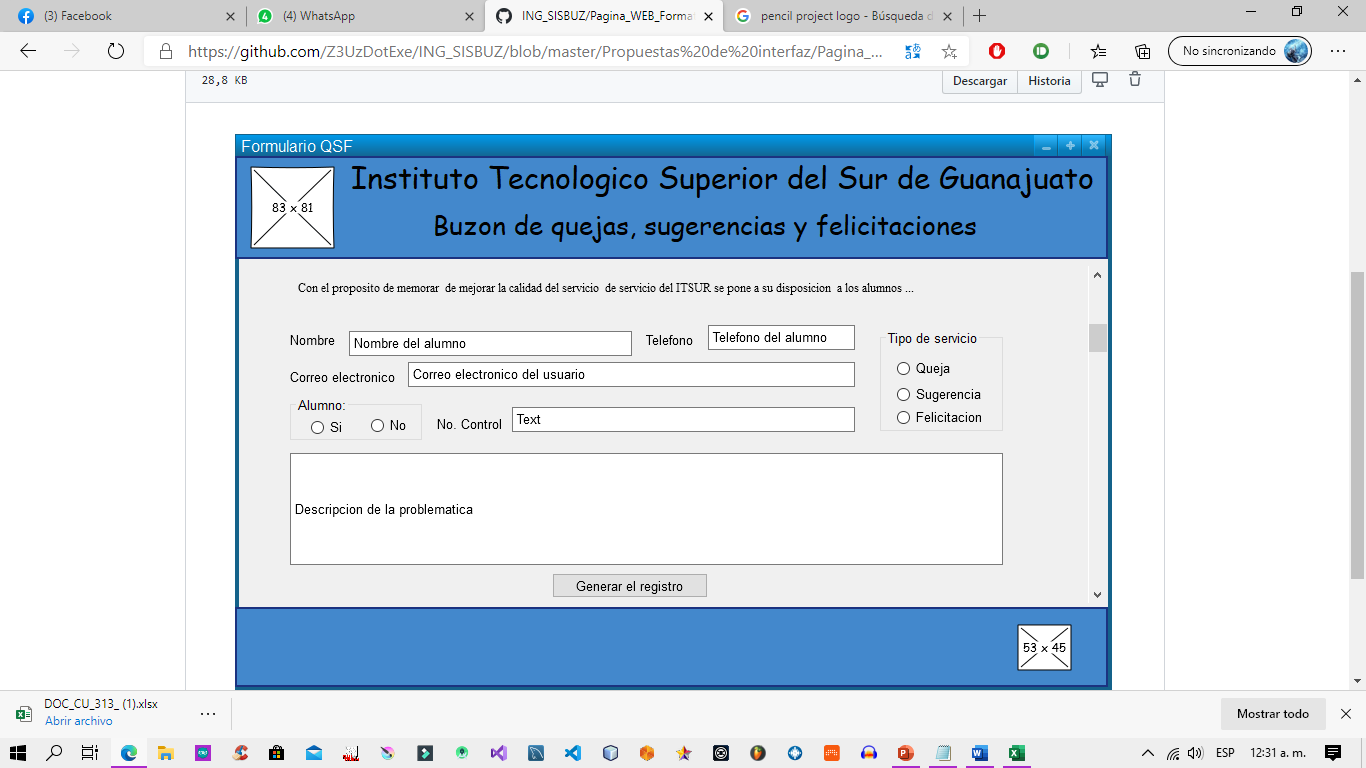 (3) Facebook
(4) WhatsApp
ING_SISBUZ/Pagina_WEB_Forma
pencil project logo - Búsqueda d
https://github.com/Z3UzDotExe/ING_SISBUZ/blob/master/Propuestas%20de%20interfaz/Pagina_...
No sincronizando
28,8 KB
Descargar
Historia
Formulario QSF
83 x 81
Instituto Tecnologico Superior del Sur de Guanajuato
Buzon de quejas, sugerencias y felicitaciones
Con el proposito de memorar de mejorar la calidad del servicio de servicio del ITSUR se pone a su disposicion a los alumnos ...
Nombre
Nombre del alumno
Telefono
Telefono del alumno
Tipo de servicio
Queja
Sugerencia
Felicitacion
Correo electronico
Correo electronico del usuario
Alumno:
Si
No
No. Control
Text
Descripcion de la problematica
Generar el registro
53 x 45
DOC_CU_313_ (1).xlsx
Abrir archivo
Mostrar todo
ESP
12:31 a. m.